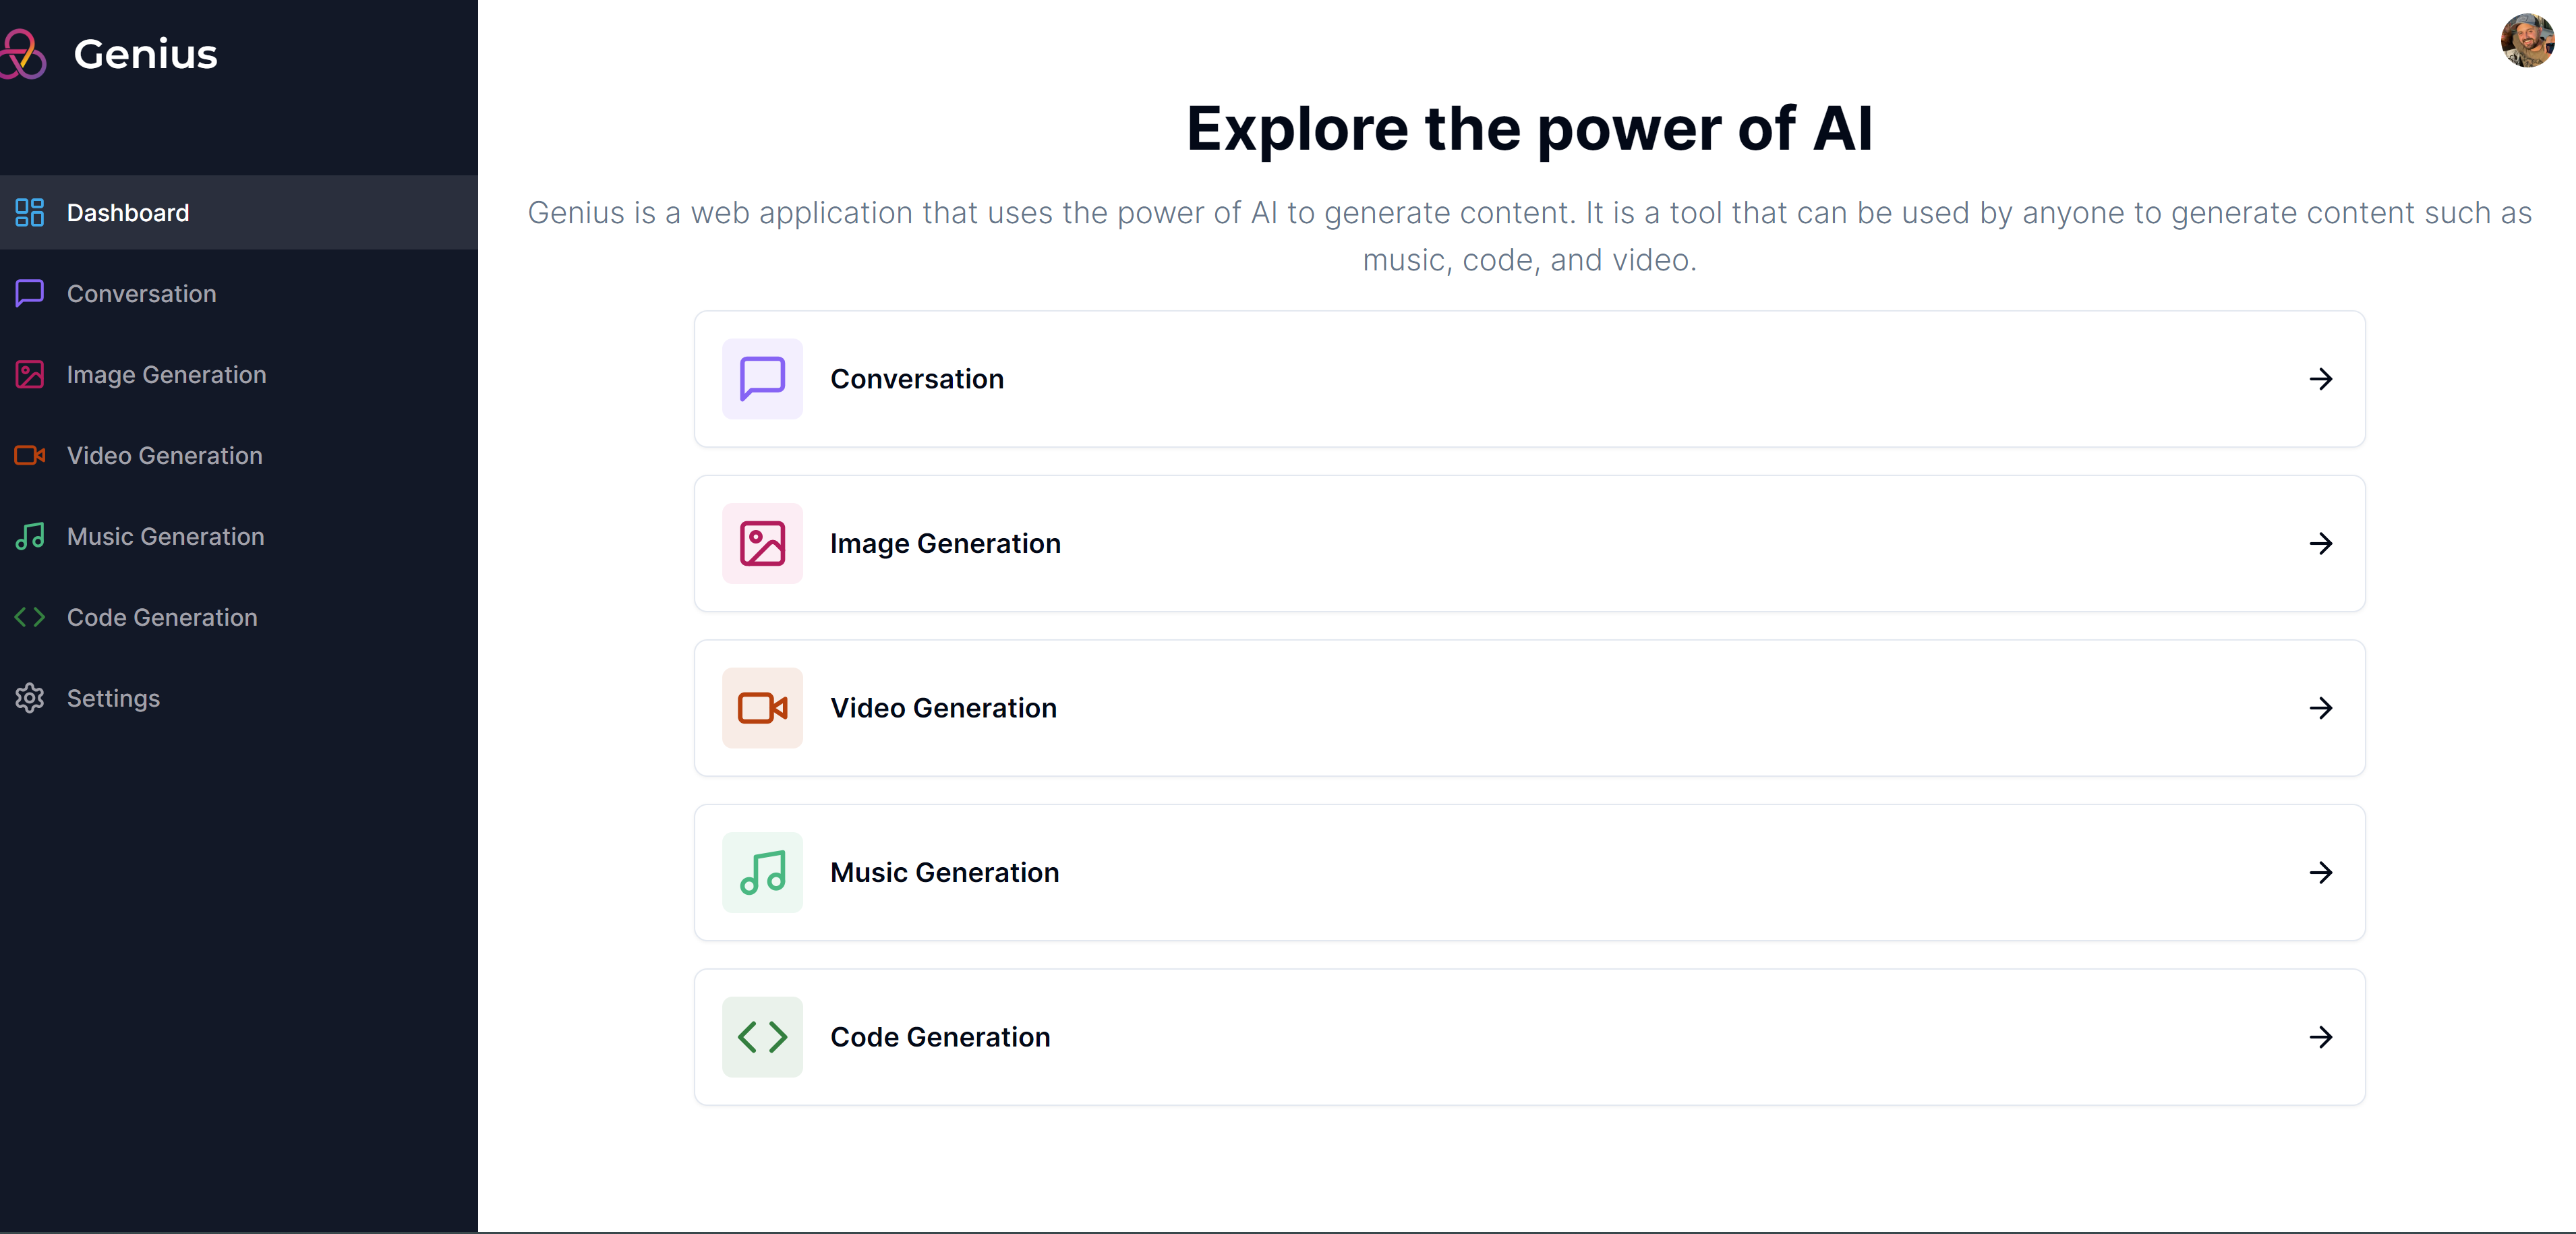 Genius
Dashboard
Conversation
Image Generation
Video Generation
Music Generation
Code Generation
Settings
Explore the power of AI
Genius is a web application that uses the power of AI to generate content. It is a tool that can be used by anyone to generate content such as
music, code, and video.
Conversation
Image Generation
Video Generation
Music Generation
Code Generation